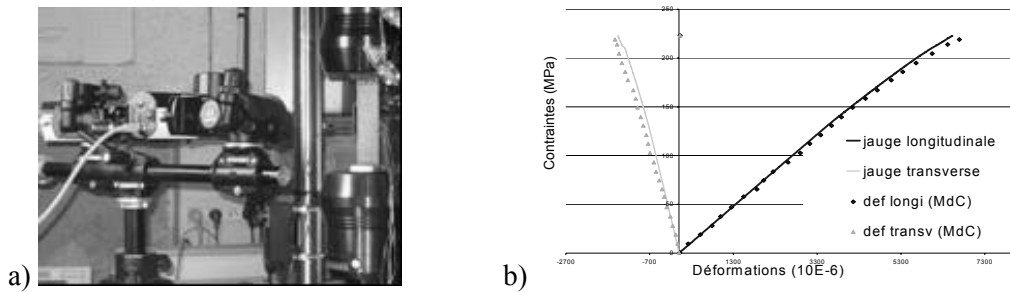 a)
b)
Contraintes (MPa)
250
200
150
100
50
0
-2700
-700
1300
3300
5300
7300
Déformations (10E-6)
jauge longitudinale
jauge transverse
def longi (MdC)
def transv (MdC)